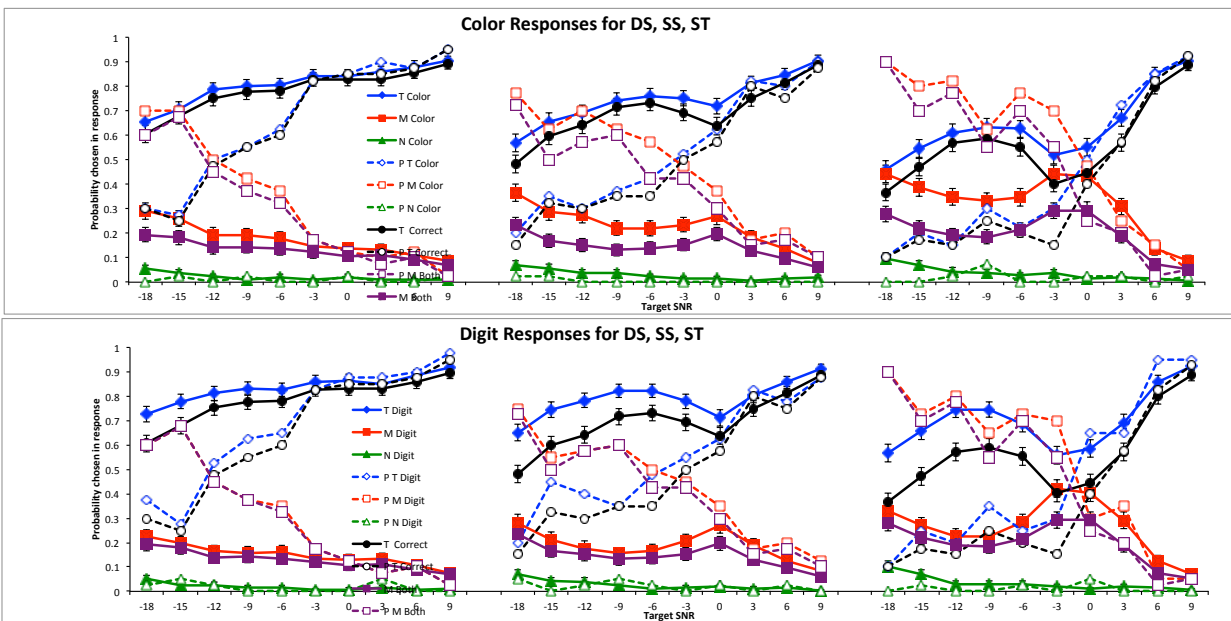 Color Responses for DS, SS, ST
Probability chosen in response
1
0.9
0.8
0.7
0.6
0.5
0.4
0.3
0.2
0.1
0
T Color
M Color
N Color
P T Color
P M Color
P N Color
T Correct
P T Correct
P M Both
M Both
-18 -15 -12 -9 -6 -3 0 3 6 9
-18 -15 -12 -9 -6 -3 0 3 6 9
-18 -15 -12 -9 -6 -3 0 3 6 9
Target SNR
Digit Responses for DS, SS, ST
Probability chosen in response
1
0.9
0.8
0.7
0.6
0.5
0.4
0.3
0.2
0.1
0
T Digit
M Digit
N Digit
P T Digit
P M Digit
P N Digit
T Correct
P T Correct
M Both
P M Both
-18 -15 -12 -9 -6 -3 0 3 6 9
-18 -15 -12 -9 -6 -3 0 3 6 9
-18 -15 -12 -9 -6 -3 0 3 6 9
Target SNR